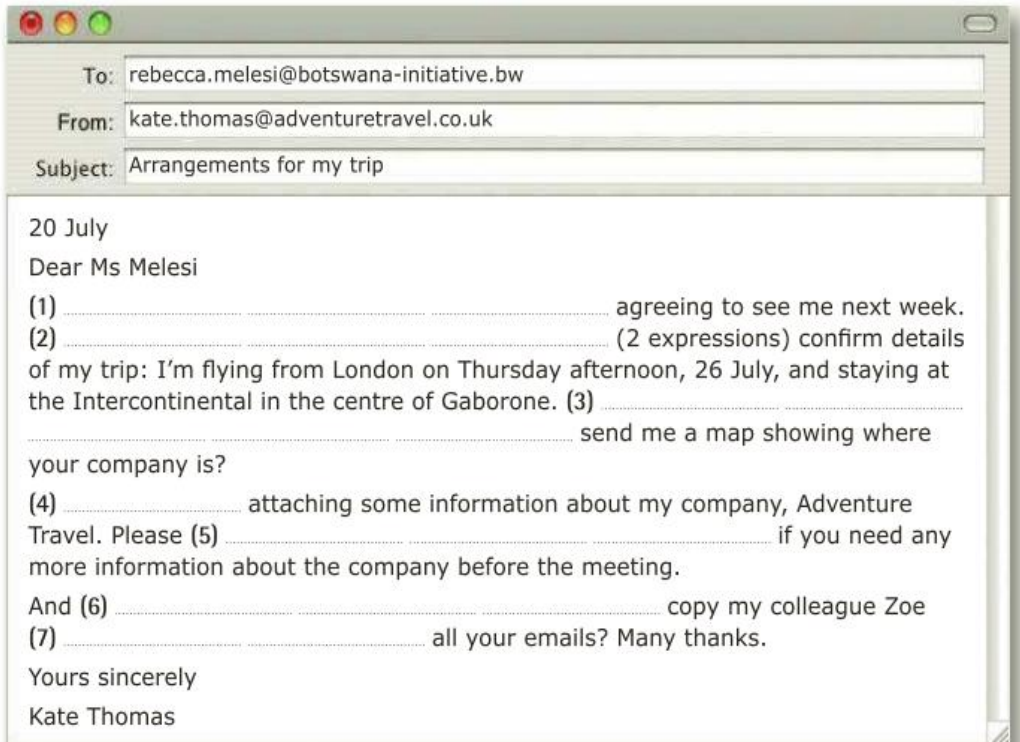 To: rebecca.melesi@botswana-initiative.bw
From: kate.thomas@adventuretravel.co.uk
Subject: Arrangements for my trip
20 July
Dear Ms Melesi
(1) ........ ........ ........ agreeing to see me next week.
(2) ........ ........ ........ (2 expressions) confirm details
of my trip: I'm flying from London on Thursday afternoon, 26 July, and staying at
the Intercontinental in the centre of Gaborone. (3) ........ ........
........ ........ ........ send me a map showing where
your company is?
(4) ........ attaching some information about my company, Adventure
Travel. Please (5) ........ ........ ........ if you need any
more information about the company before the meeting.
And (6) ........ ........ ........ copy my colleague Zoe
(7) ........ ........ all your emails? Many thanks.
Yours sincerely
Kate Thomas